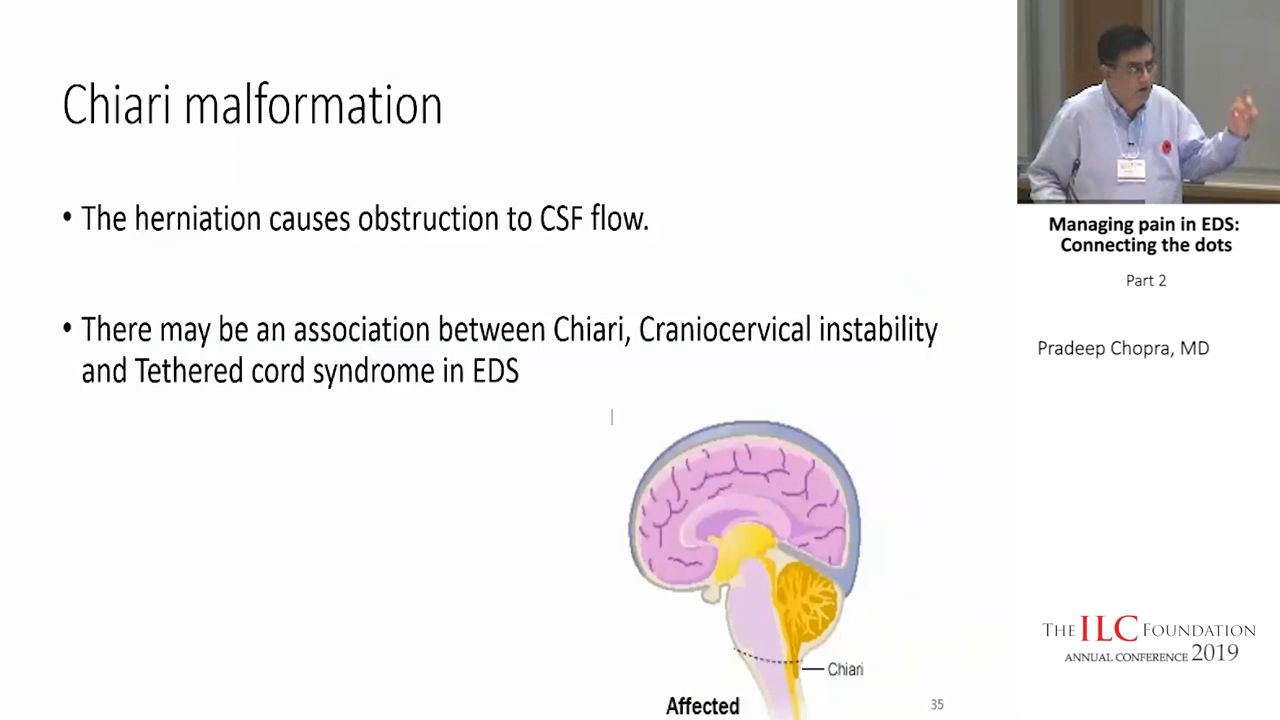 Chiari malformation
• The herniation causes obstruction to CSF flow.
• There may be an association between Chiari, Craniocervical instability
and Tethered cord syndrome in EDS
Chiari
Affected
35
Managing pain in EDS:
Connecting the dots
Part 2
Pradeep Chopra, MD
THE ILC FOUNDATION
ANNUAL CONFERENCE 2019